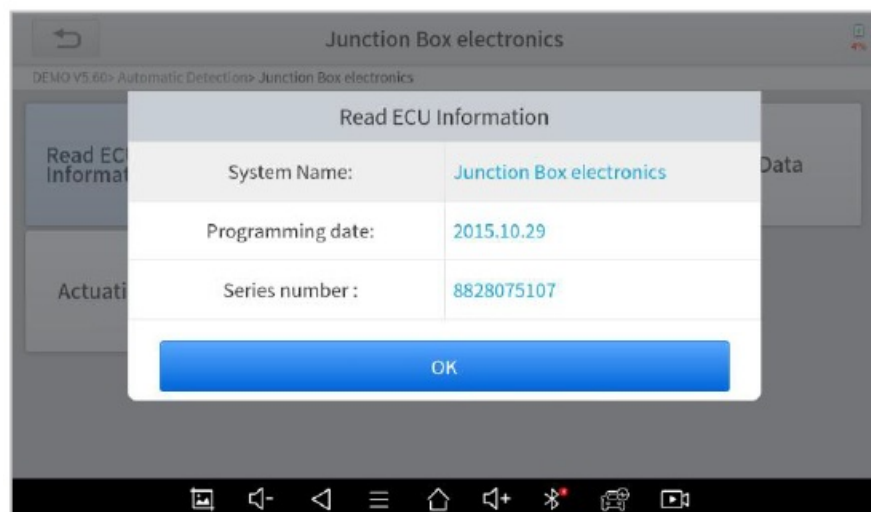 Junction Box electronics
4%
DEMO V5.60> Automatic Detection> Junction Box electronics
Read ECU Information
Read EC
Informat
Data
System Name:
Junction Box electronics
Programming date:
2015.10.29
Actuati
Series number :
8828075107
OK